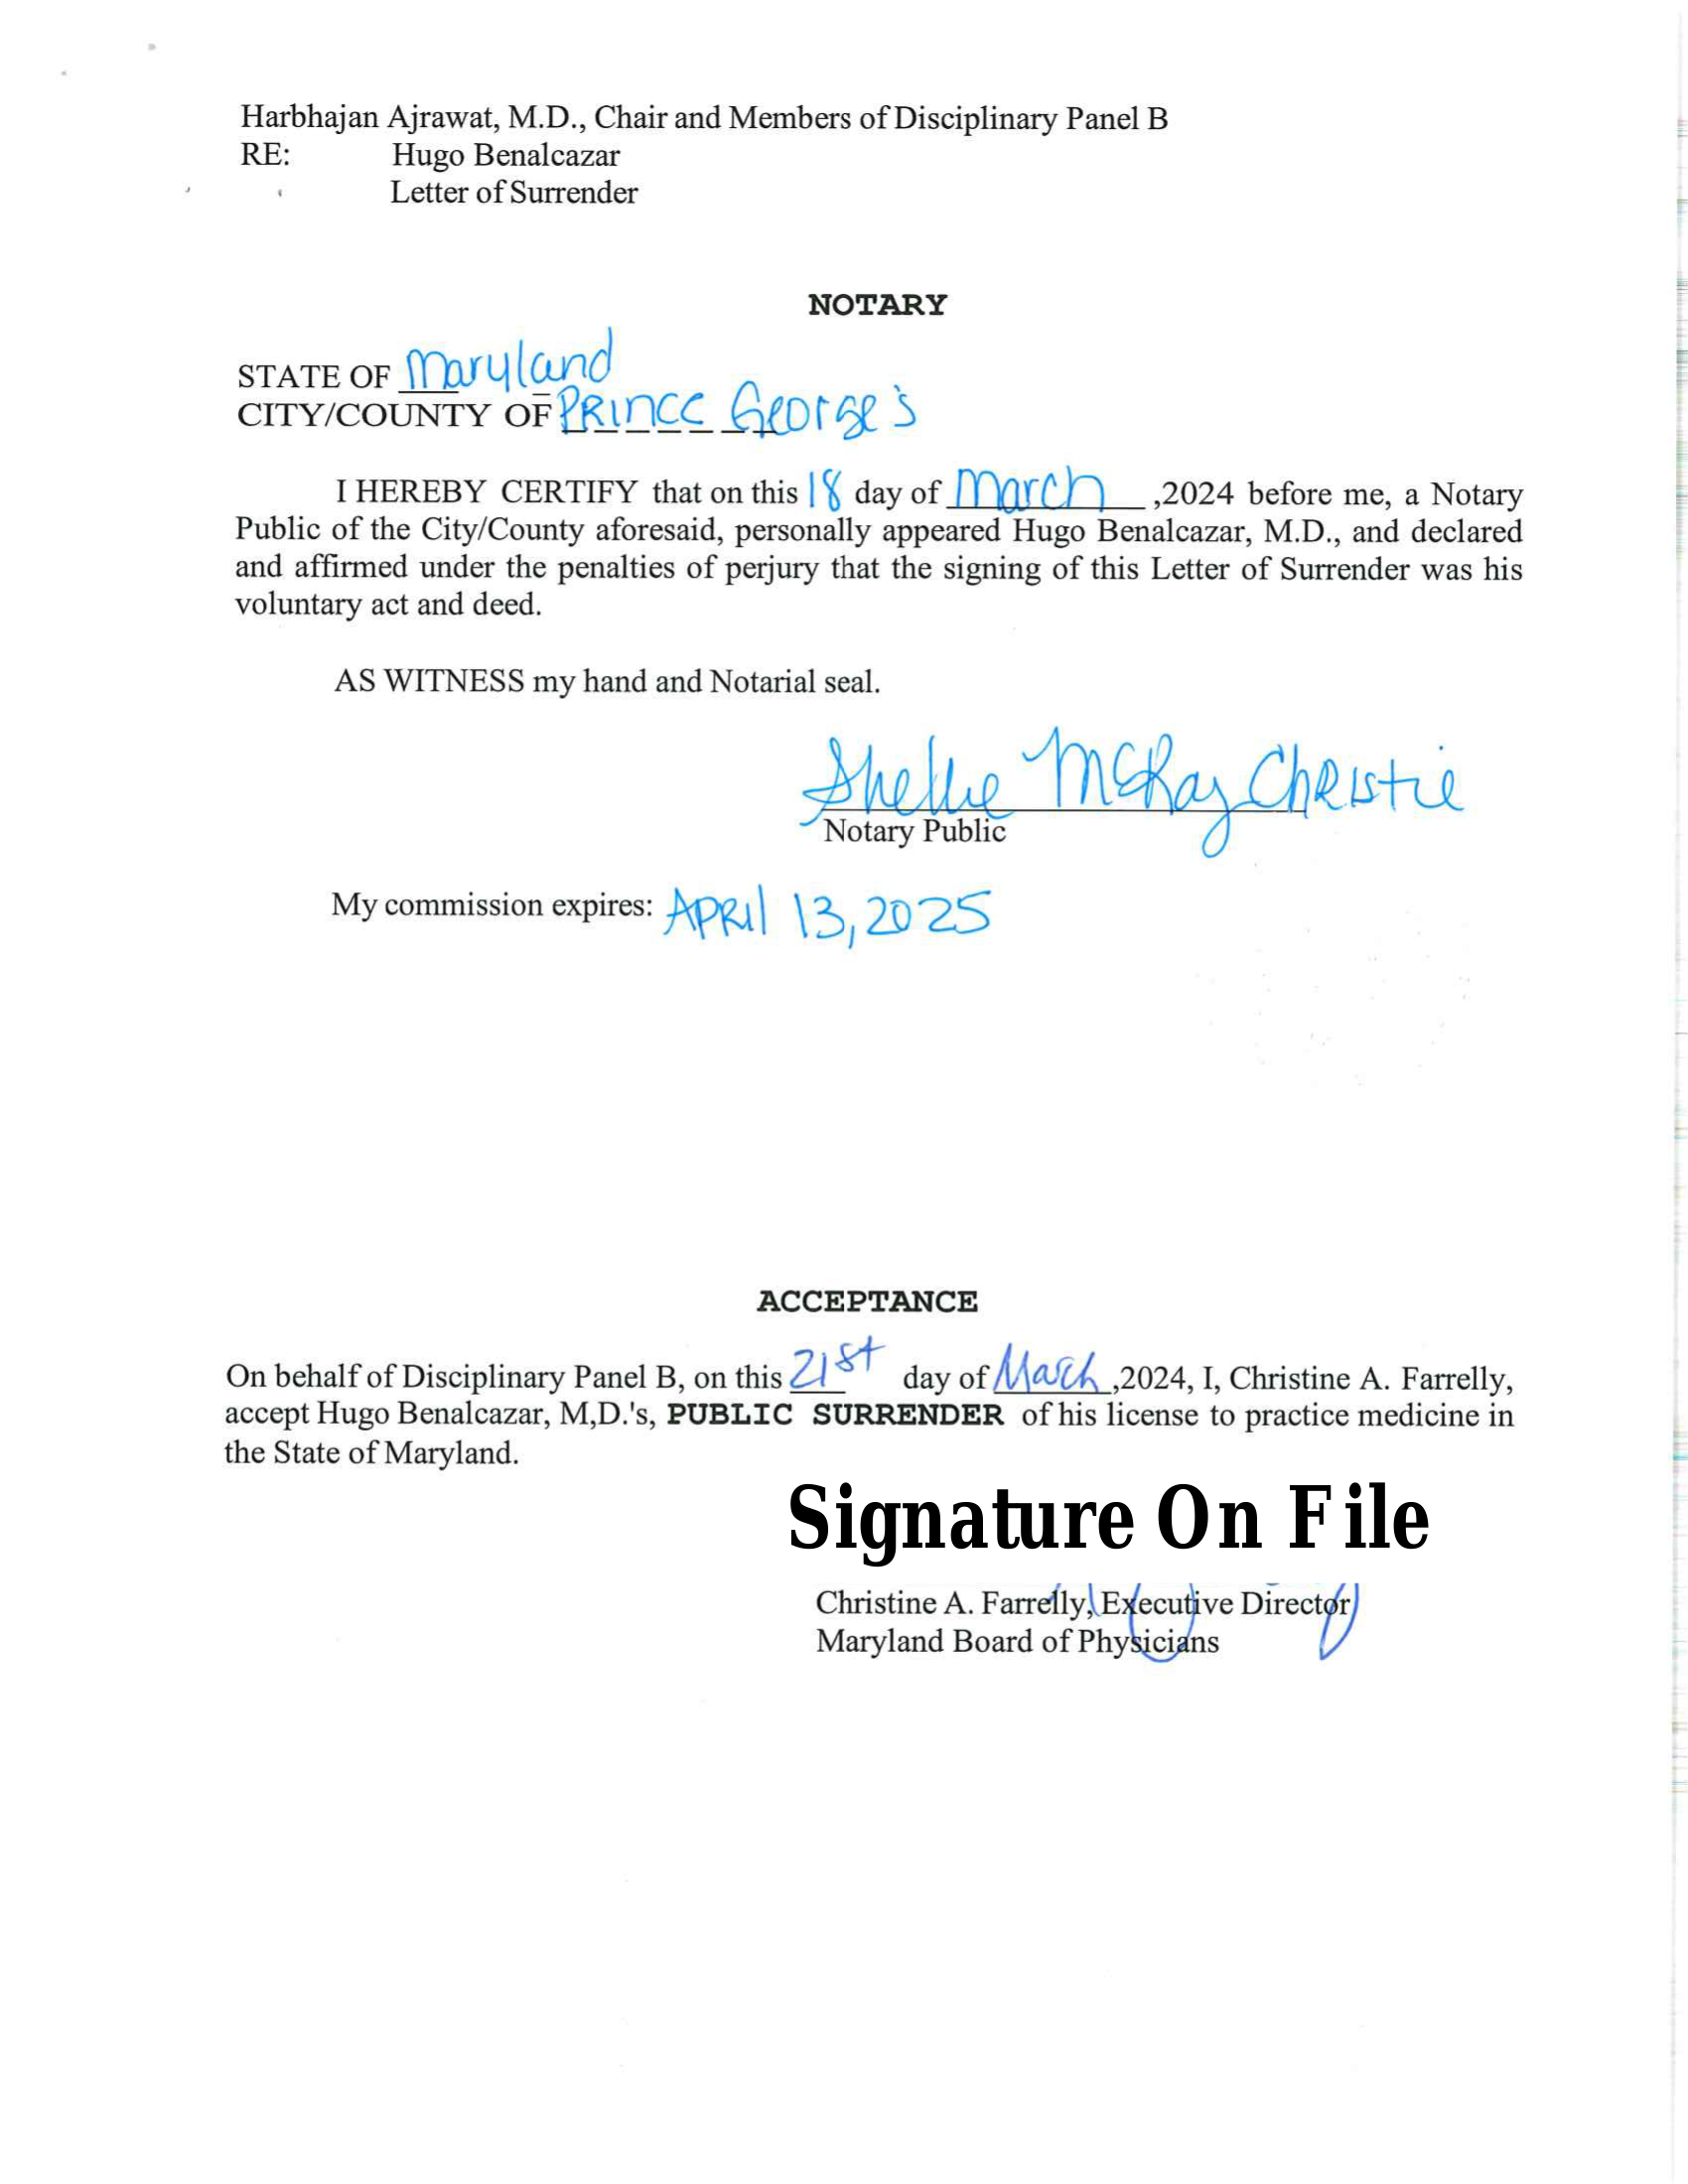 Harbhajan Ajrawat, M.D., Chair and Members of Disciplinary Panel B
RE: Hugo Benalcazar
Letter of Surrender
NOTARY
STATE OF Maryland
CITY/COUNTY OF PRINCE George's
I HEREBY CERTIFY that on this 18 day of March ,2024 before me, a Notary
Public of the City/County aforesaid, personally appeared Hugo Benalcazar, M.D., and declared
and affirmed under the penalties of perjury that the signing of this Letter of Surrender was his
voluntary act and deed.
AS WITNESS my hand and Notarial seal.
Shellie McKay Christie
Notary Public
My commission expires: APRIl 13, 2025
ACCEPTANCE
On behalf of Disciplinary Panel B, on this 21st day of March ,2024, I, Christine A. Farrelly,
accept Hugo Benalcazar, M,D.'s, PUBLIC SURRENDER of his license to practice medicine in
the State of Maryland.
Signature On File
Christine A. Farrelly, Executive Director
Maryland Board of Physicians